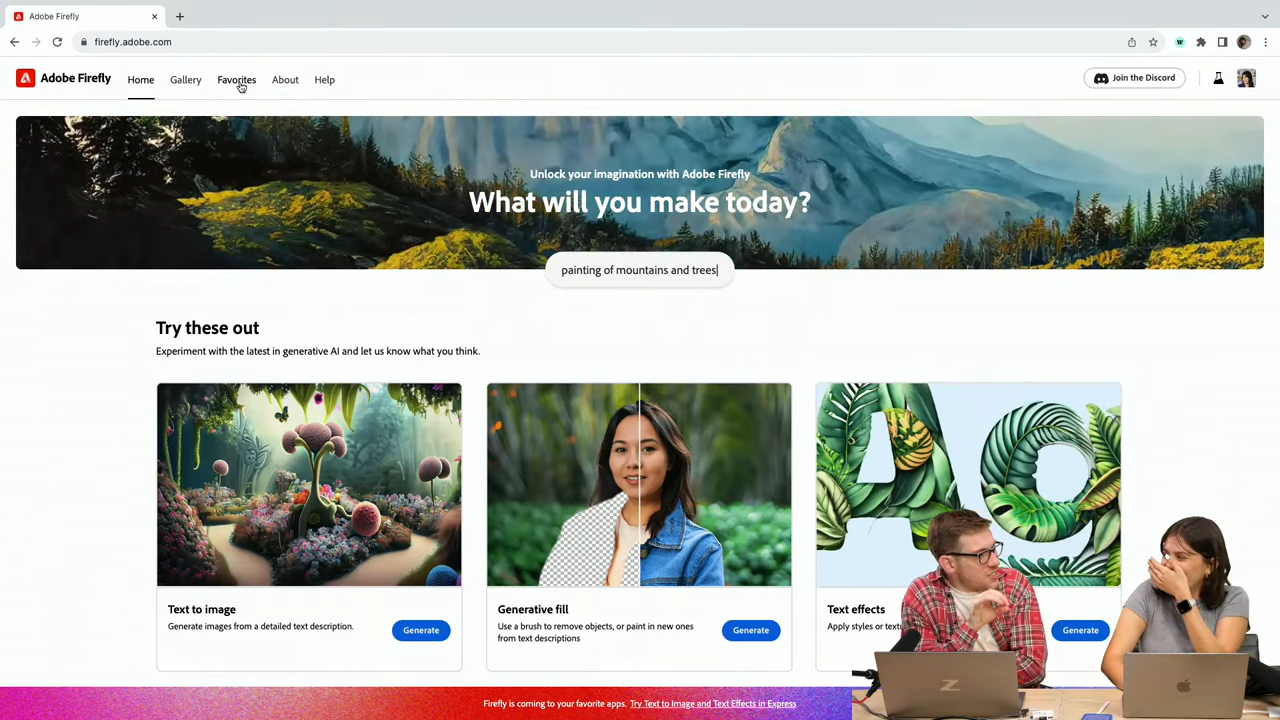 Adobe Firefly
firefly.adobe.com
Adobe Firefly
Home
Gallery
Favorites
About
Help
Join the Discord
Unlock your imagination with Adobe Firefly
What will you make today?
painting of mountains and trees
Try these out
Experiment with the latest in generative AI and let us know what you think.
Text to image
Generate images from a detailed text description.
Generate
Generative fill
Use a brush to remove objects, or paint in new ones
from text descriptions
Generate
Text effects
Apply styles or
Generate
Firefly is coming to your favorite apps. Try Text to Image and Text Effects in Express